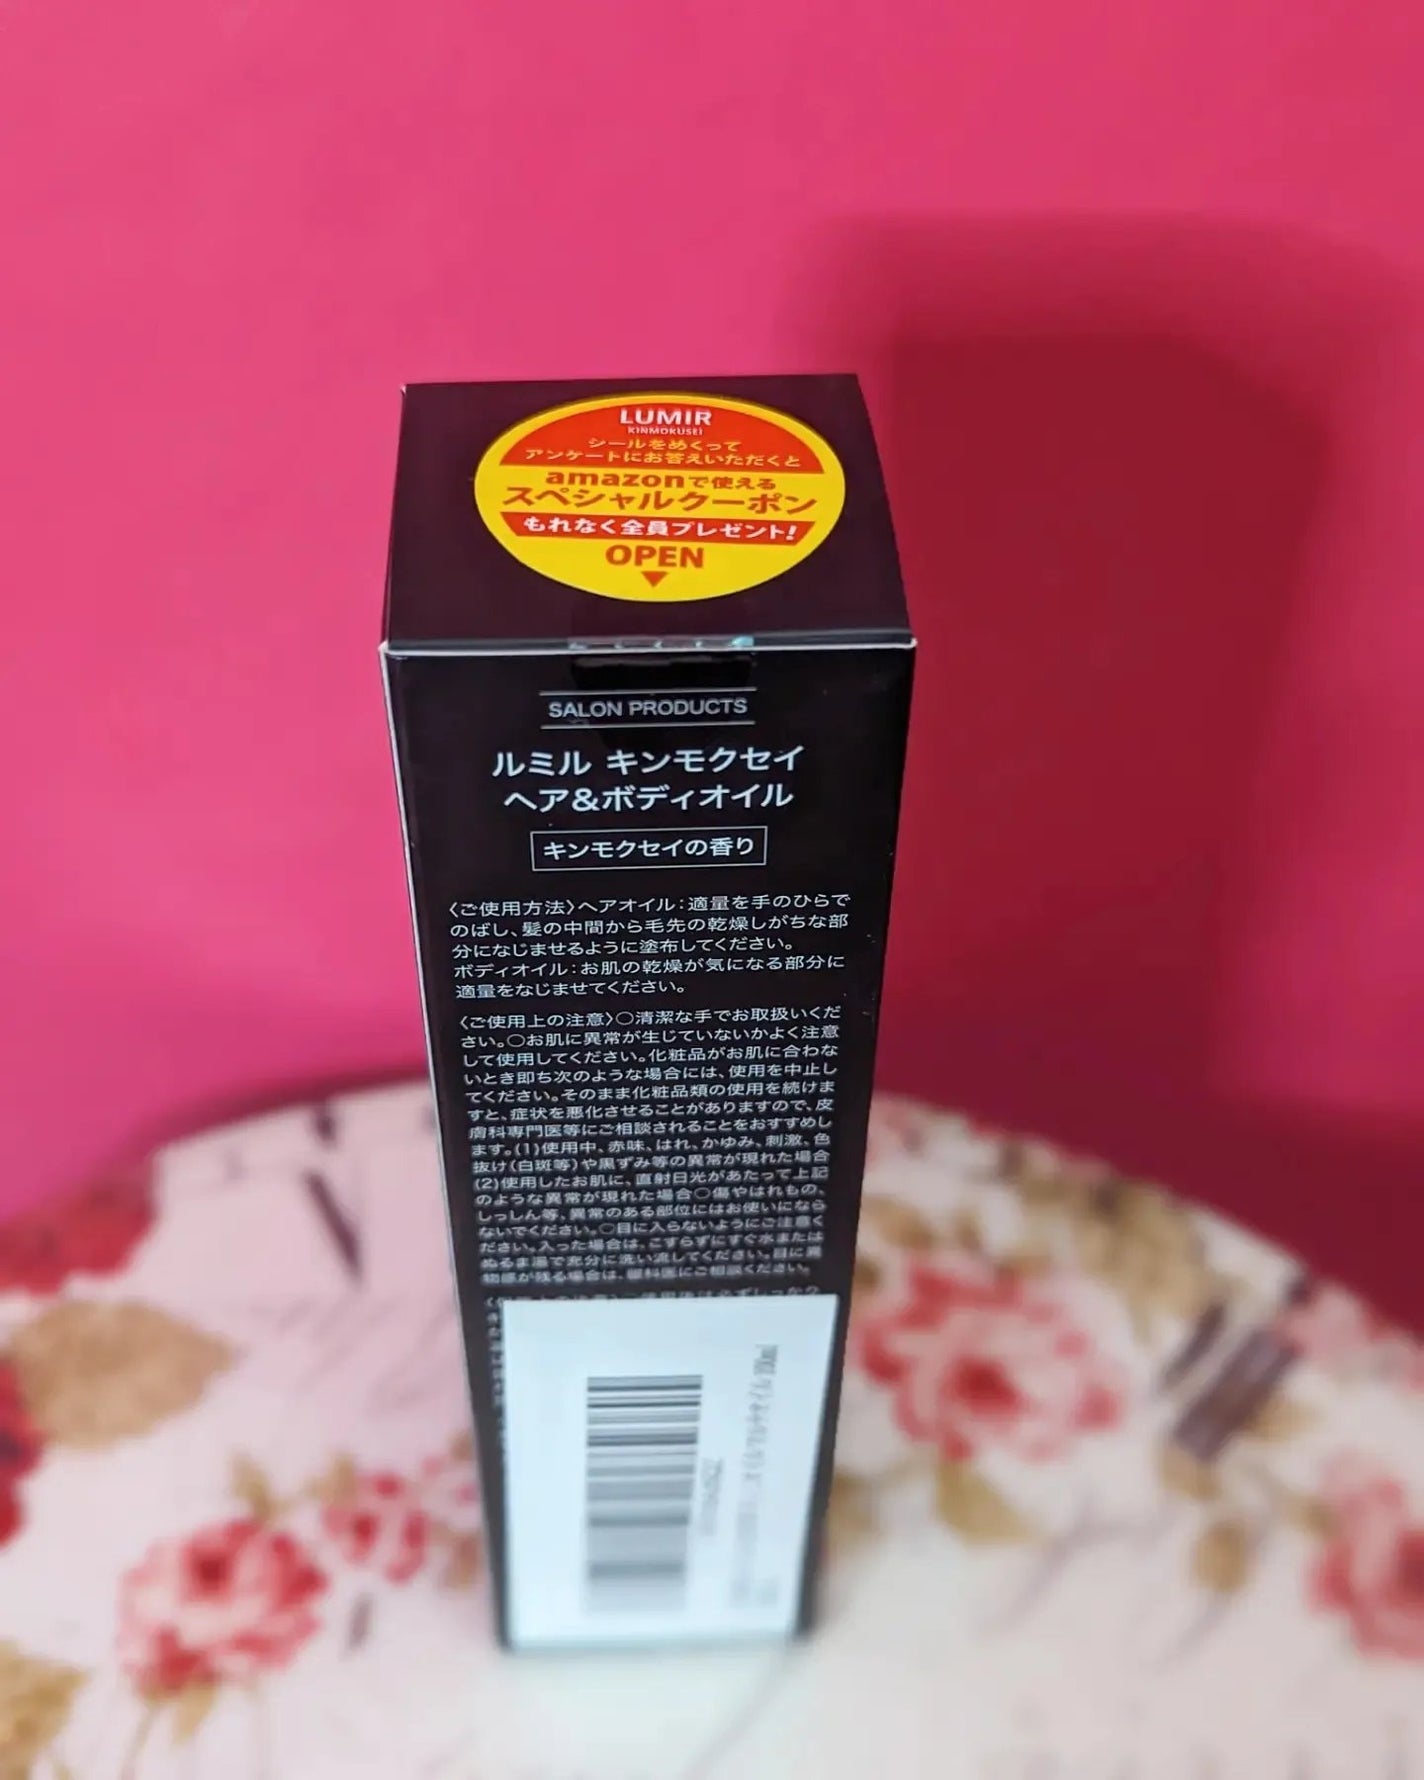 LUMIR
KINMOKUSEI
シールをめくって
アンケートにお答えいただくと
amazonで使える
スペシャルクーポン
もれなく全員プレゼント!
OPEN
SALON PRODUCTS
ルミル キンモクセイ
ヘア&ボディオイル
キンモクセイの香り
〈ご使用方法〉ヘアオイル:適量を手のひらで
のばし、髪の中間から毛先の乾燥しがちな部
分になじませるように塗布してください。
ボディオイル:お肌の乾燥が気になる部分に
適量をなじませてください。
〈ご使用上の注意〉○清潔な手でお取扱いくだ
さい。○お肌に異常が生じていないかよく注意
して使用してください。化粧品がお肌に合わな
いとき即ち次のような場合には、使用を中止し
てください。そのまま化粧品類の使用を続けま
すと、症状を悪化させることがありますので、皮
膚科専門医等にご相談されることをおすすめし
ます。(1)使用中、赤味、はれ、かゆみ、刺激、色
抜け(白斑等)や黒ずみ等の異常が現れた場合
(2)使用したお肌に、直射日光があたって上記
のような異常が現れた場合○傷やはれもの、
しっしん等、異常のある部位にはお使いになら
ないでください。○目に入らないようにご注意く
ださい。入った場合は、こすらずにすぐ水または
ぬるま湯で充分に洗い流してください。目に異
物感が残る場合は、眼科医にご相談ください。